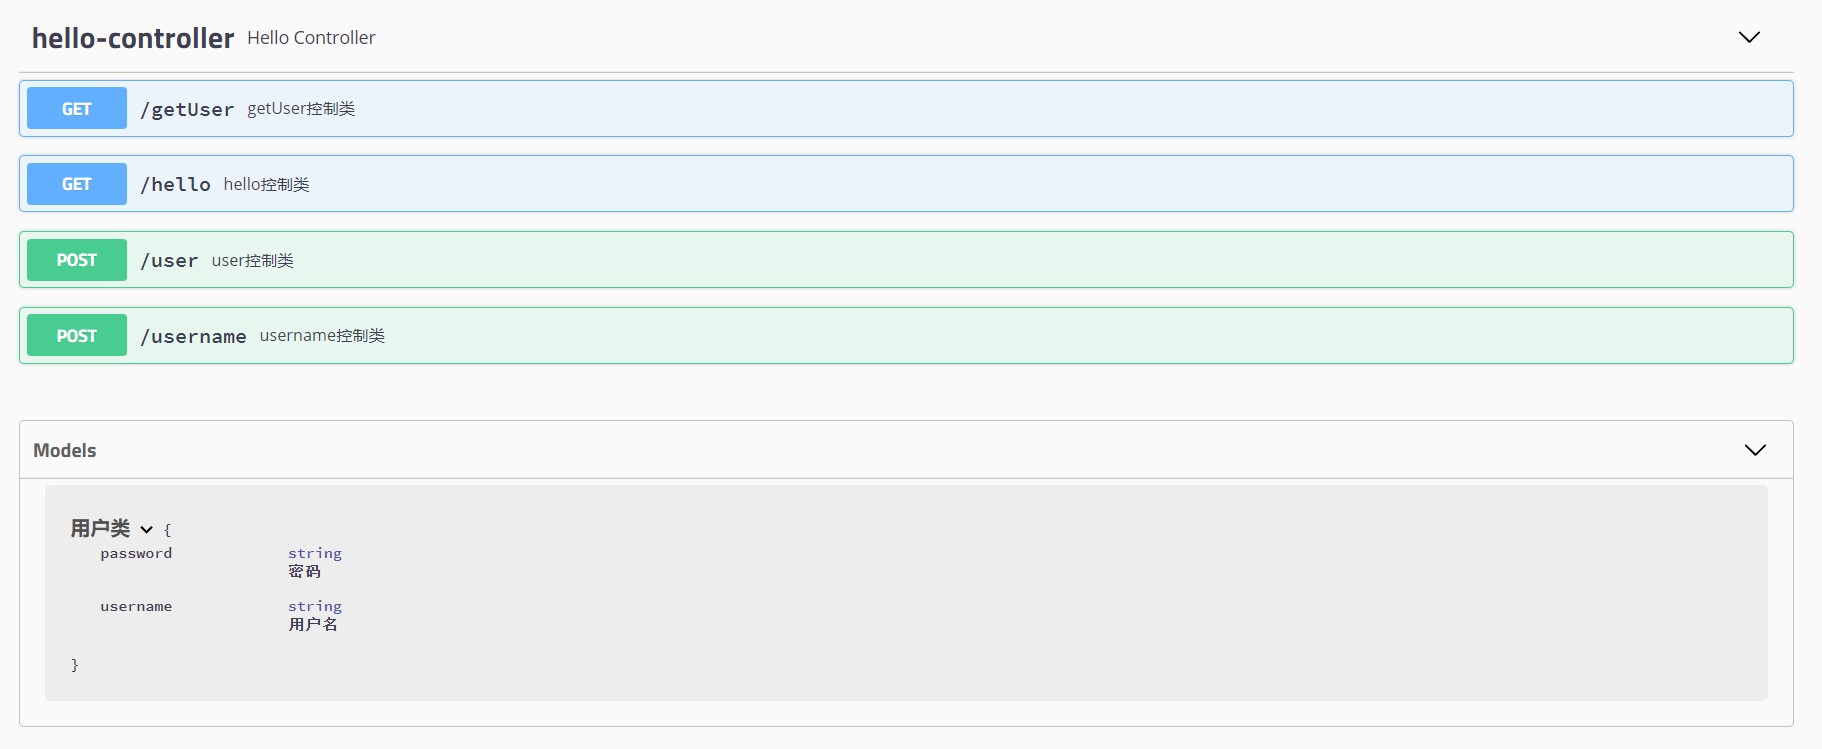 hello-controller Hello Controller
GET /getUser getUser控制类
GET /hello hello控制类
POST /user user控制类
POST /username username控制类
Models
用户类 {
password string
密码
username string
用户名
}